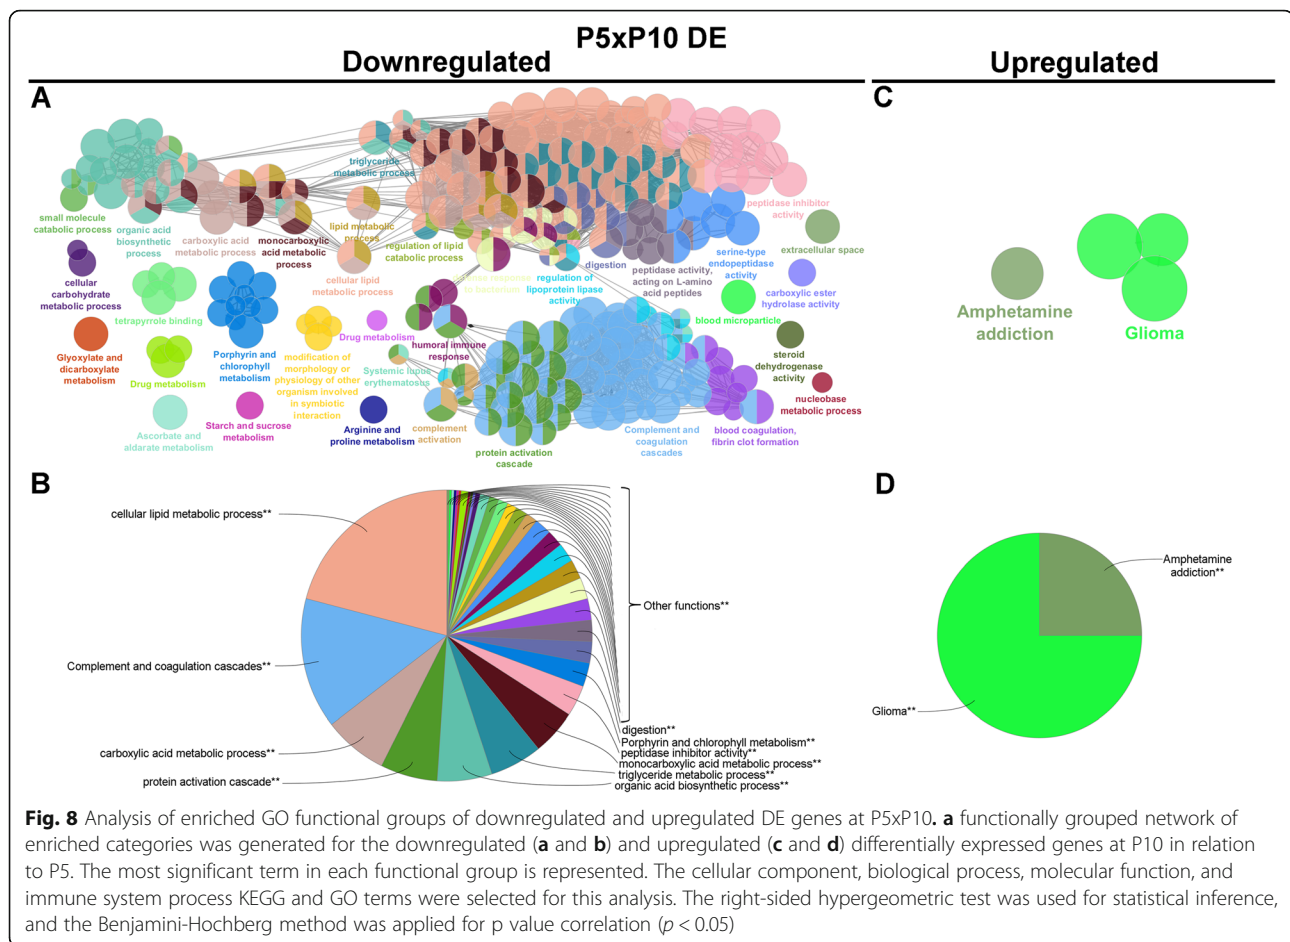 P5xP10 DE
Downregulated
Upregulated
A
C
triglyceride
metabolic process
small molecule
catabolic process
organic acid
biosynthetic
process
carboxylic acid
metabolic process
monocarboxylic
acid metabolic
process
lipid metabolic
process
cellular lipid
metabolic process
regulation of lipid
catabolic process
defense response
to bacterium
regulation of
lipoprotein lipase
activity
digestion
peptidase activity,
acting on L-amino
acid peptides
serine-type
endopeptidase
activity
peptidase inhibitor
activity
extracellular space
carboxylic ester
hydrolase activity
cellular
carbohydrate
metabolic process
tetrapyrrole binding
Porphyrin and
chlorophyll
metabolism
modification of
morphology or
physiology of other
organism involved
in symbiotic
interaction
Drug metabolism
humoral immune
response
Systemic lupus
erythematosus
blood microparticle
steroid
dehydrogenase
activity
nucleobase
metabolic process
Glyoxylate and
dicarboxylate
metabolism
Drug metabolism
Ascorbate and
aldarate metabolism
Starch and sucrose
metabolism
Arginine and
proline metabolism
complement
activation
protein activation
cascade
Complement and
coagulation
cascades
blood coagulation,
fibrin clot formation
Amphetamine
addiction
Glioma
B
cellular lipid metabolic process**
Complement and coagulation cascades**
carboxylic acid metabolic process**
protein activation cascade**
Other functions**
digestion**
Porphyrin and chlorophyll metabolism**
peptidase inhibitor activity**
monocarboxylic acid metabolic process**
triglyceride metabolic process**
organic acid biosynthetic process**
D
Amphetamine
addiction**
Glioma**
Fig. 8 Analysis of enriched GO functional groups of downregulated and upregulated DE genes at P5xP10. a functionally grouped network of
enriched categories was generated for the downregulated (a and b) and upregulated (c and d) differentially expressed genes at P10 in relation
to P5. The most significant term in each functional group is represented. The cellular component, biological process, molecular function, and
immune system process KEGG and GO terms were selected for this analysis. The right-sided hypergeometric test was used for statistical inference,
and the Benjamini-Hochberg method was applied for p value correlation (p < 0.05)